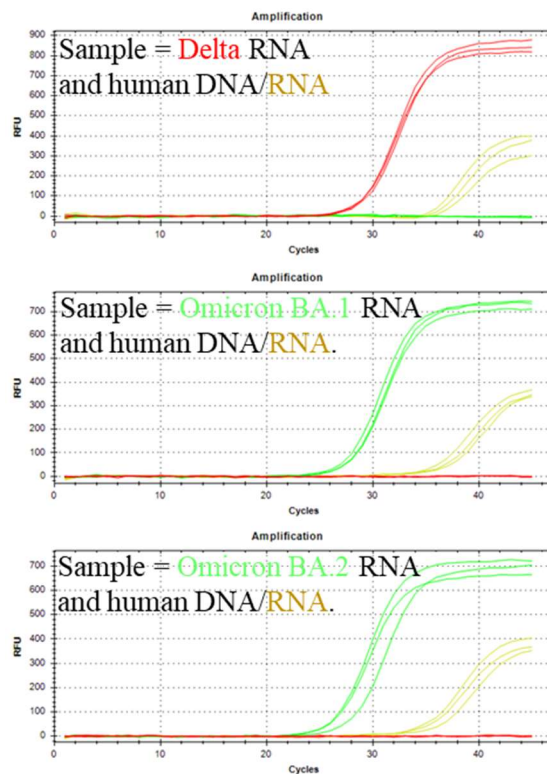 Amplification
900
Sample = Delta RNA
800
700
and human DNA/RNA
600
500
RFU
400
300
200
100
0
0 10 20 30 40
Cycles
Amplification
700
Sample = Omicron BA.1 RNA
600
and human DNA/RNA.
500
400
RFU
300
200
100
0
0 10 20 30 40
Cycles
Amplification
700
Sample = Omicron BA.2 RNA
600
and human DNA/RNA.
500
400
RFU
300
200
100
0
0 10 20 30 40
Cycles